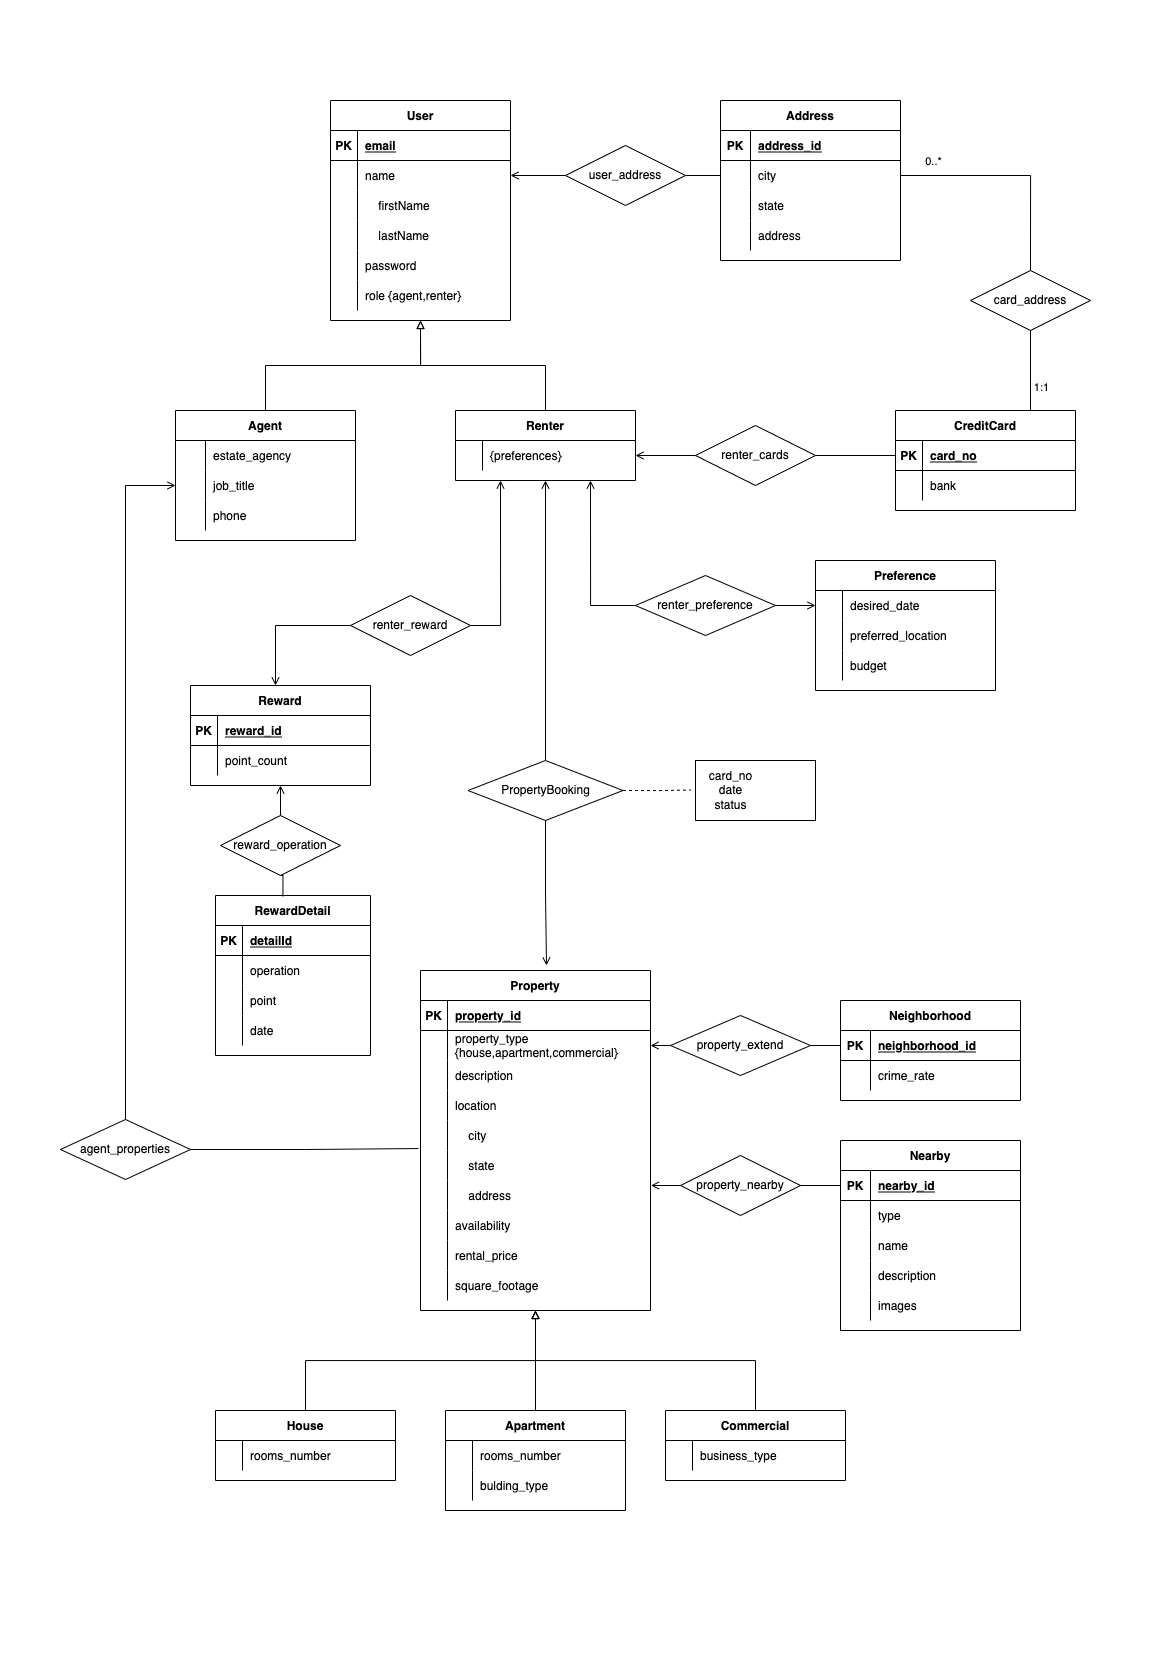 User
PK email
name
firstName
lastName
password
role {agent,renter}
user_address
Address
PK address_id
city
state
address
0..*
card_address
1:1
Agent
estate_agency
job_title
phone
Renter
{preferences}
renter_cards
CreditCard
PK card_no
bank
renter_reward
renter_preference
Preference
desired_date
preferred_location
budget
Reward
PK reward_id
point_count
PropertyBooking
card_no
date
status
reward_operation
RewardDetail
PK detailId
operation
point
date
agent_properties
Property
PK property_id
property_type
{house,apartment,commercial}
description
location
city
state
address
availability
rental_price
square_footage
property_extend
Neighborhood
PK neighborhood_id
crime_rate
property_nearby
Nearby
PK nearby_id
type
name
description
images
House
rooms_number
Apartment
rooms_number
bulding_type
Commercial
business_type